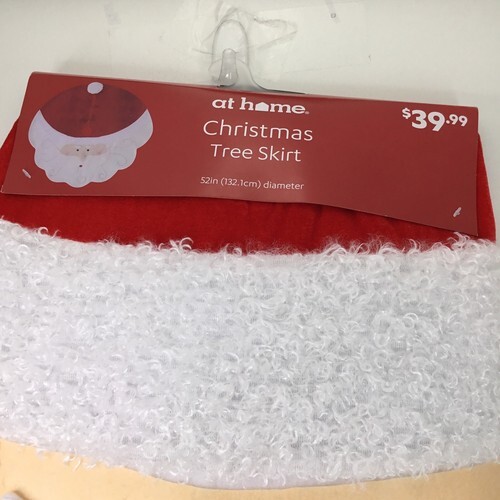 at home®
$39.99
Christmas
Tree Skirt
52in (132.1cm) diameter